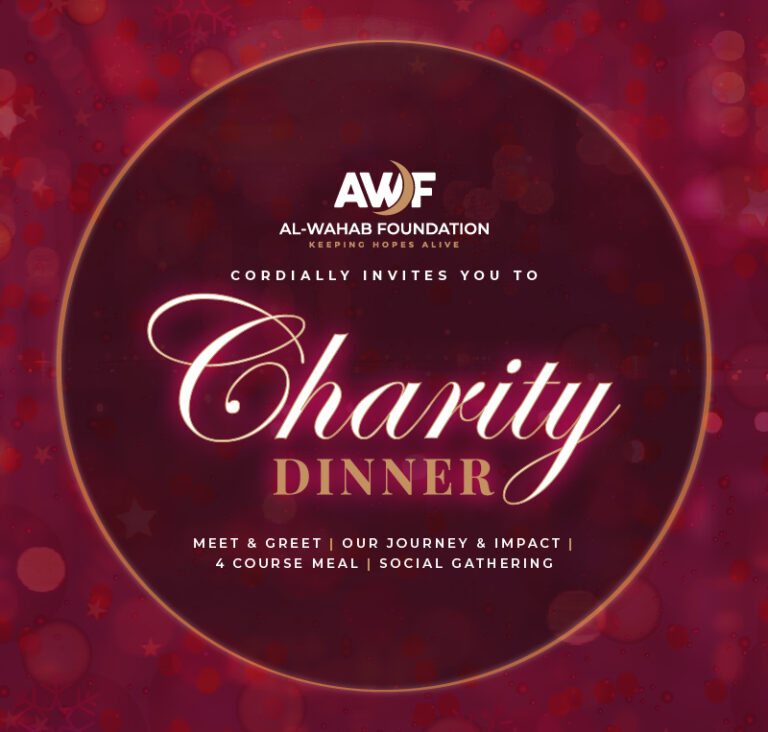 AWF
AL-WAHAB FOUNDATION
KEEPING HOPES ALIVE
CORDIALLY INVITES YOU TO
Charity
DINNER
MEET & GREET | OUR JOURNEY & IMPACT |
4 COURSE MEAL | SOCIAL GATHERING